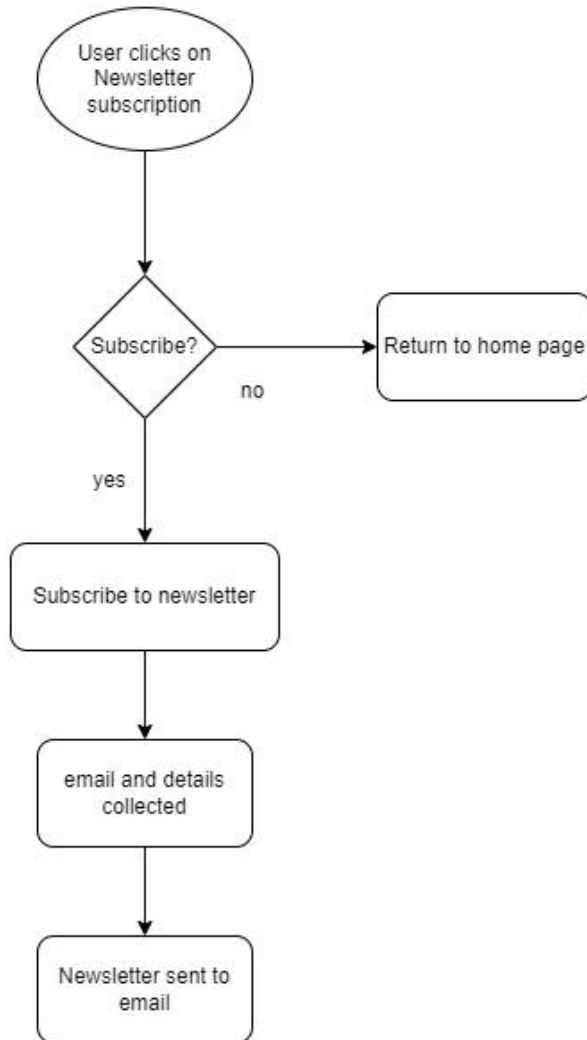 User clicks on
Newsletter
subscription
Subscribe?
Return to home page
no
yes
Subscribe to newsletter
email and details
collected
Newsletter sent to
email